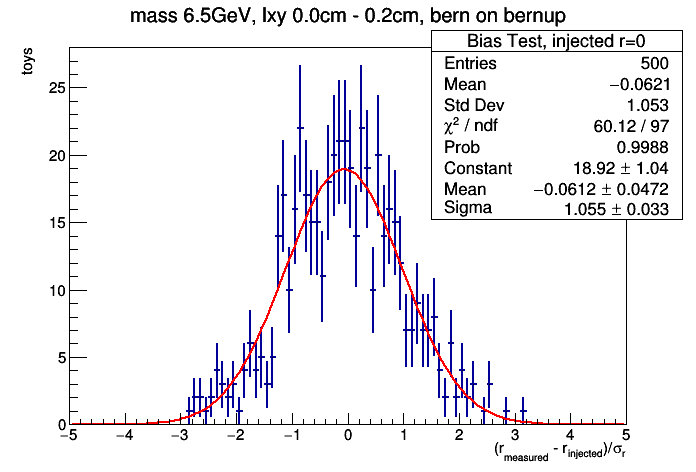 mass 6.5GeV, lxy 0.0cm - 0.2cm, bern on bernup
Bias Test, injected r=0
Entries 500
Mean −0.0621
Std Dev 1.053
χ² / ndf 60.12 / 97
Prob 0.9988
Constant 18.92 ± 1.04
Mean −0.0612 ± 0.0472
Sigma 1.055 ± 0.033
toys
25
20
15
10
5
0
−5 −4 −3 −2 −1 0 1 2 3 4 5
(r_measured - r_injected)/σ_r